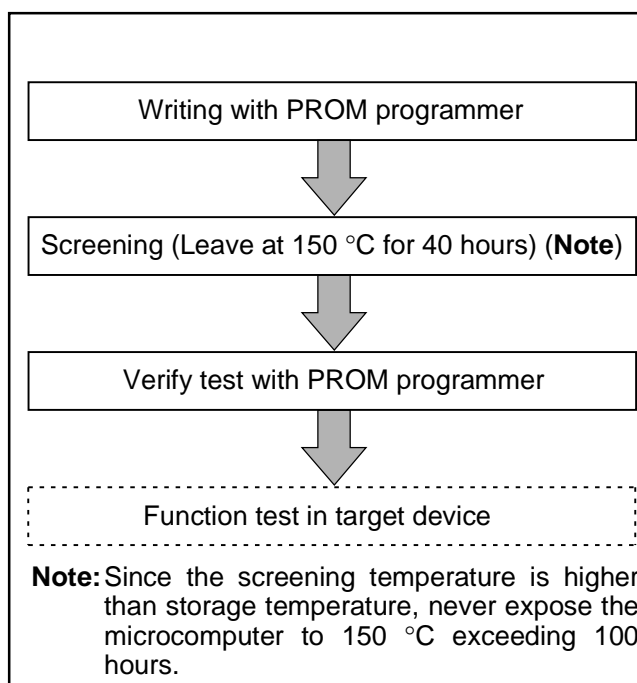 Writing with PROM programmer
Screening (Leave at 150 °C for 40 hours) (Note)
Verify test with PROM programmer
Function test in target device
Note: Since the screening temperature is higher
than storage temperature, never expose the
microcomputer to 150 °C exceeding 100
hours.